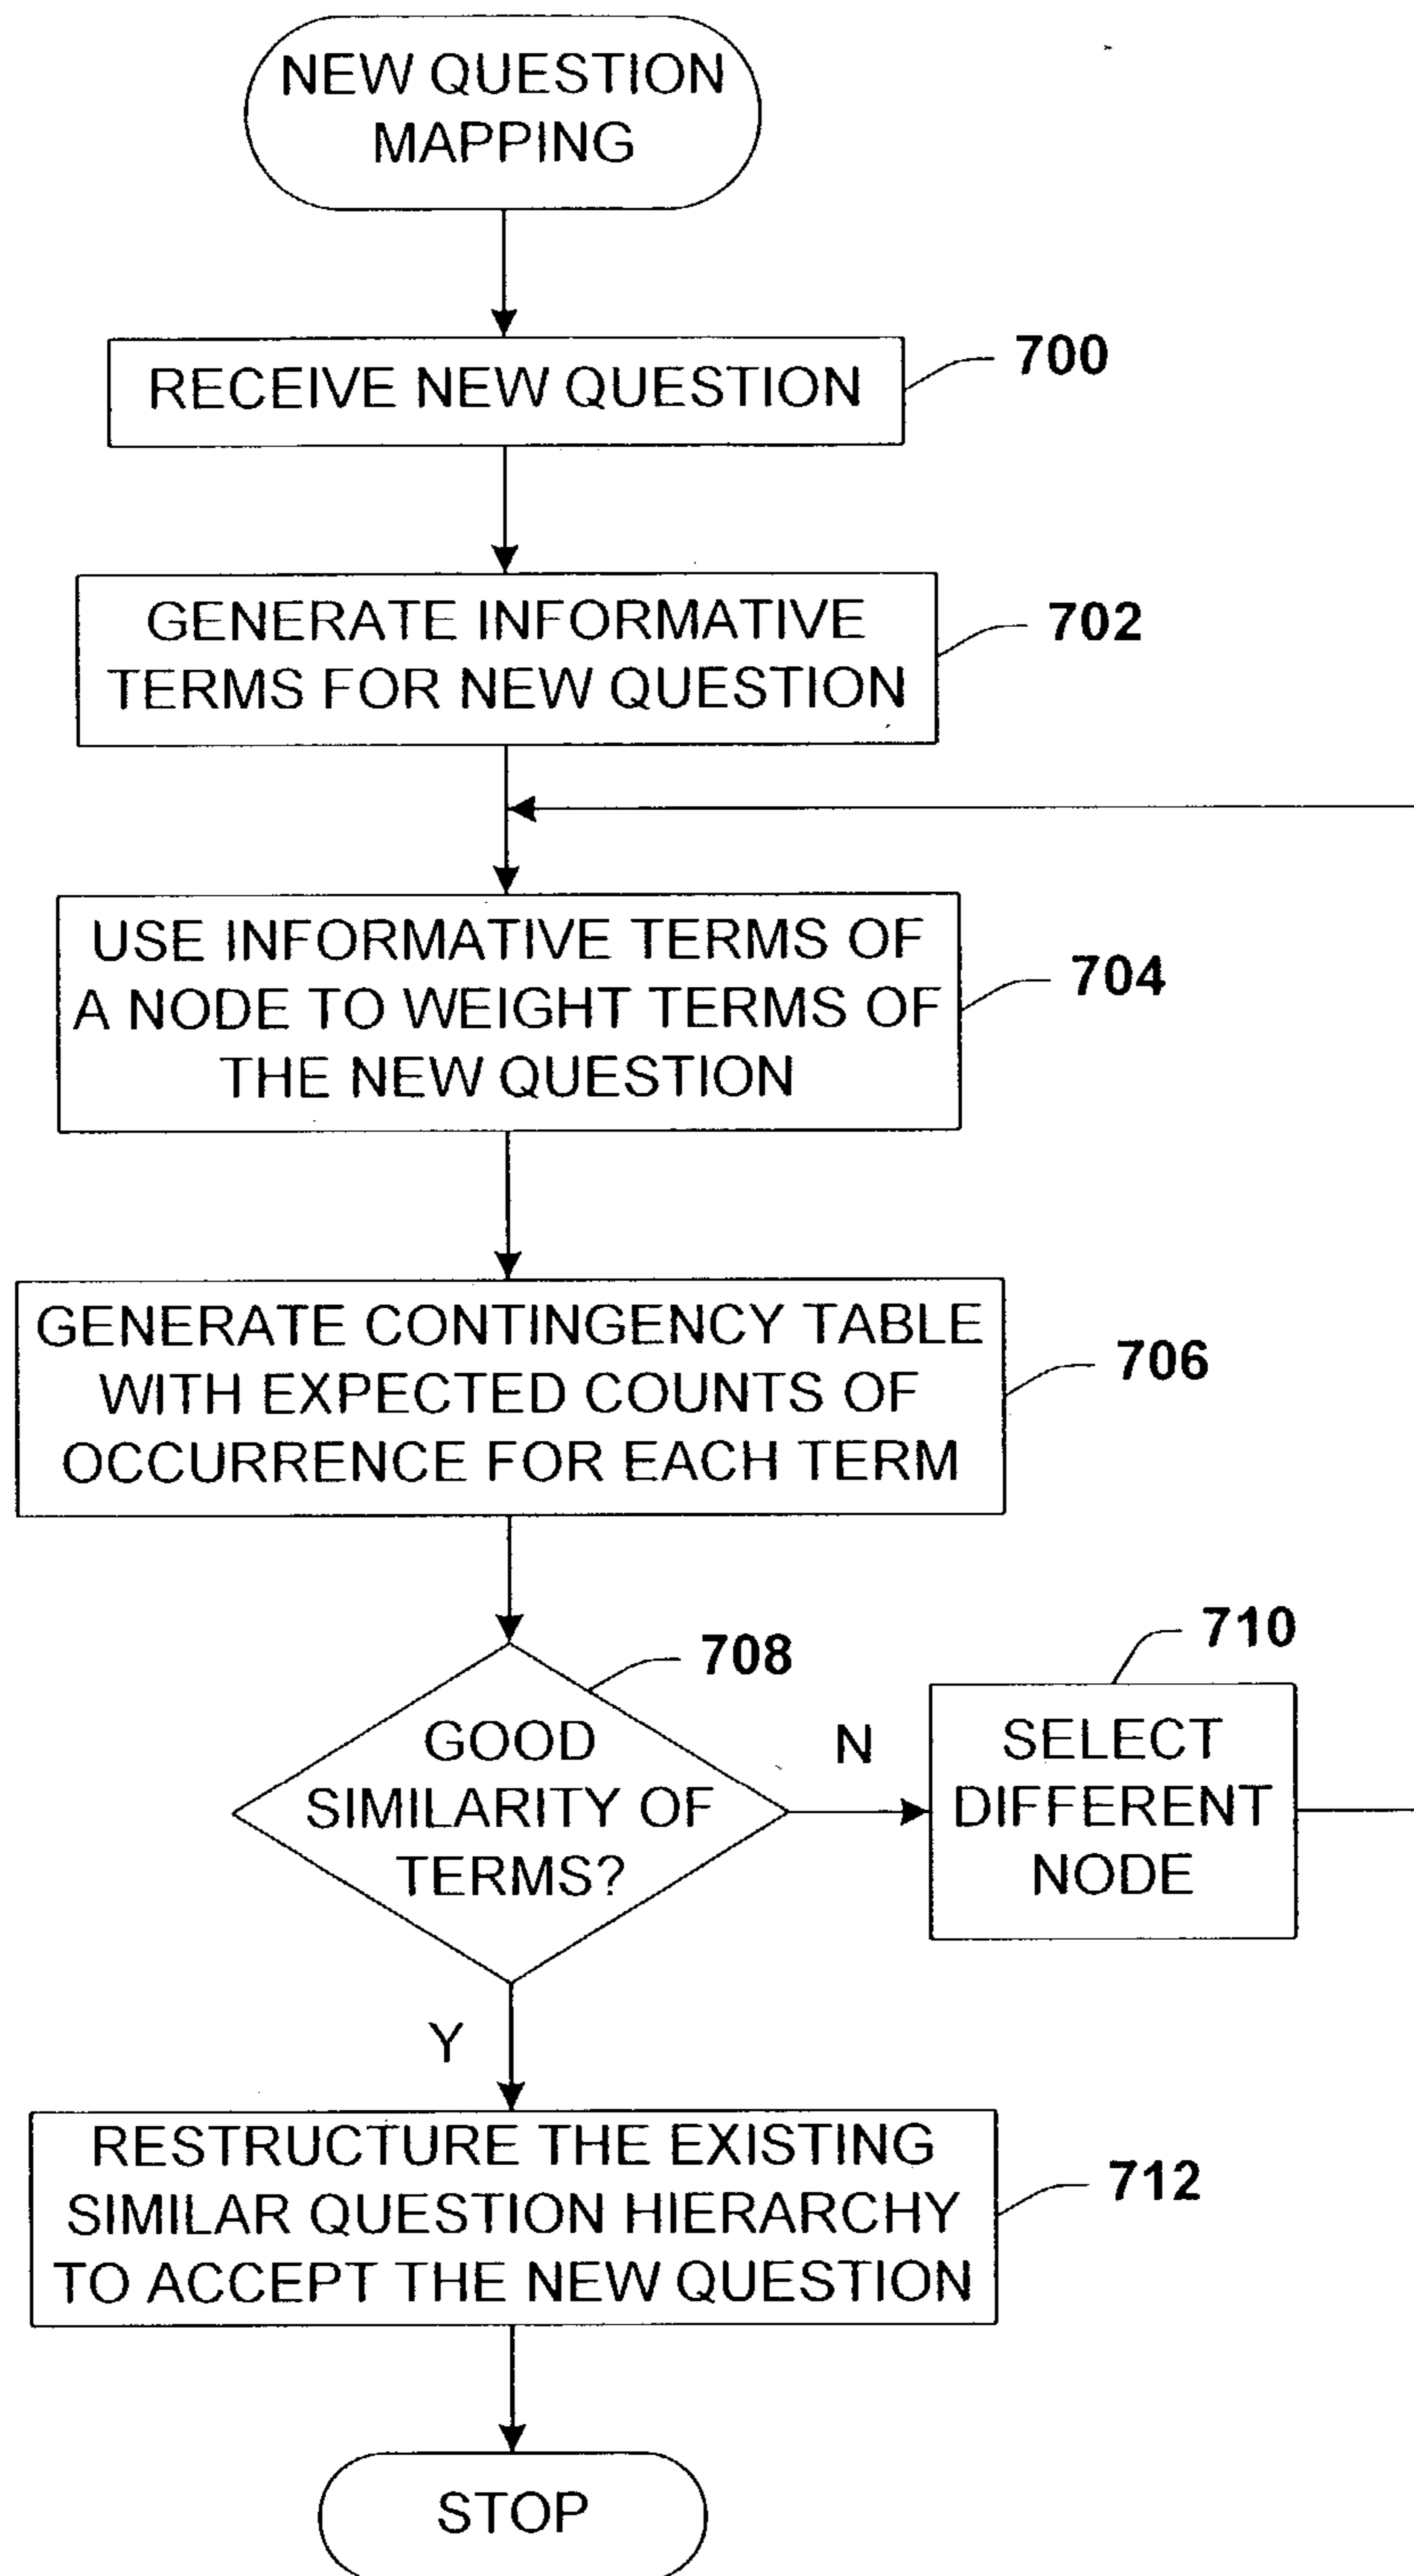 NEW QUESTION
MAPPING
RECEIVE NEW QUESTION
700
GENERATE INFORMATIVE
TERMS FOR NEW QUESTION
702
USE INFORMATIVE TERMS OF
A NODE TO WEIGHT TERMS OF
THE NEW QUESTION
704
GENERATE CONTINGENCY TABLE
WITH EXPECTED COUNTS OF
OCCURRENCE FOR EACH TERM
706
GOOD
SIMILARITY OF
TERMS?
708
N
SELECT
DIFFERENT
NODE
710
Y
RESTRUCTURE THE EXISTING
SIMILAR QUESTION HIERARCHY
TO ACCEPT THE NEW QUESTION
712
STOP